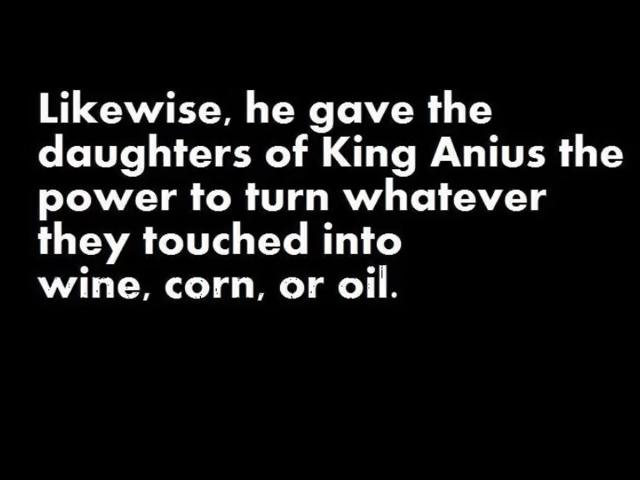 Likewise, he gave the
daughters of King Anius the
power to turn whatever
they touched into
wine, corn, or oil.